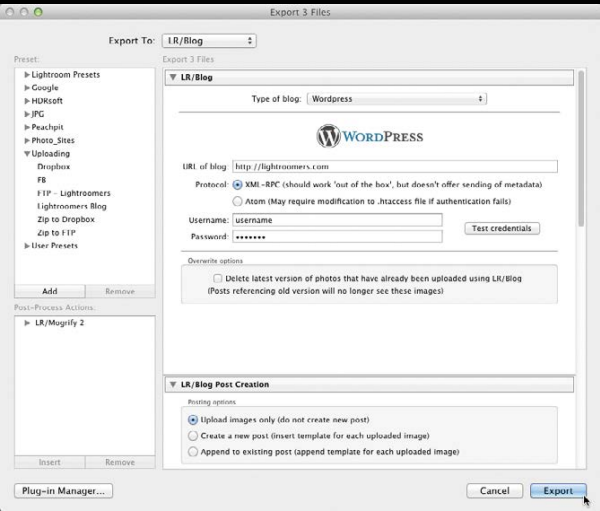 Export 3 Files
Export To: LR/Blog
Preset:
Lightroom Presets
Google
HDRsoft
JPG
Peachpit
Photo_Sites
Uploading
Dropbox
FB
FTP - Lightroomers
Lightroomers Blog
Zip to Dropbox
Zip to FTP
User Presets
Add Remove
Post-Process Actions:
LR/Mogrify 2
Insert Remove
Plug-in Manager...
Export 3 Files
LR/Blog
Type of blog: Wordpress
WORDPRESS
URL of blog: http://lightroomers.com
Protocol: XML-RPC (should work 'out of the box', but doesn't offer sending of metadata)
Atom (May require modification to .htaccess file if authentication fails)
Username: username
Password: •••••••
Test credentials
Overwrite options
Delete latest version of photos that have already been uploaded using LR/Blog
(Posts referencing old version will no longer see these images)
LR/Blog Post Creation
Posting options
Upload images only (do not create new post)
Create a new post (insert template for each uploaded image)
Append to existing post (append template for each uploaded image)
Cancel Export